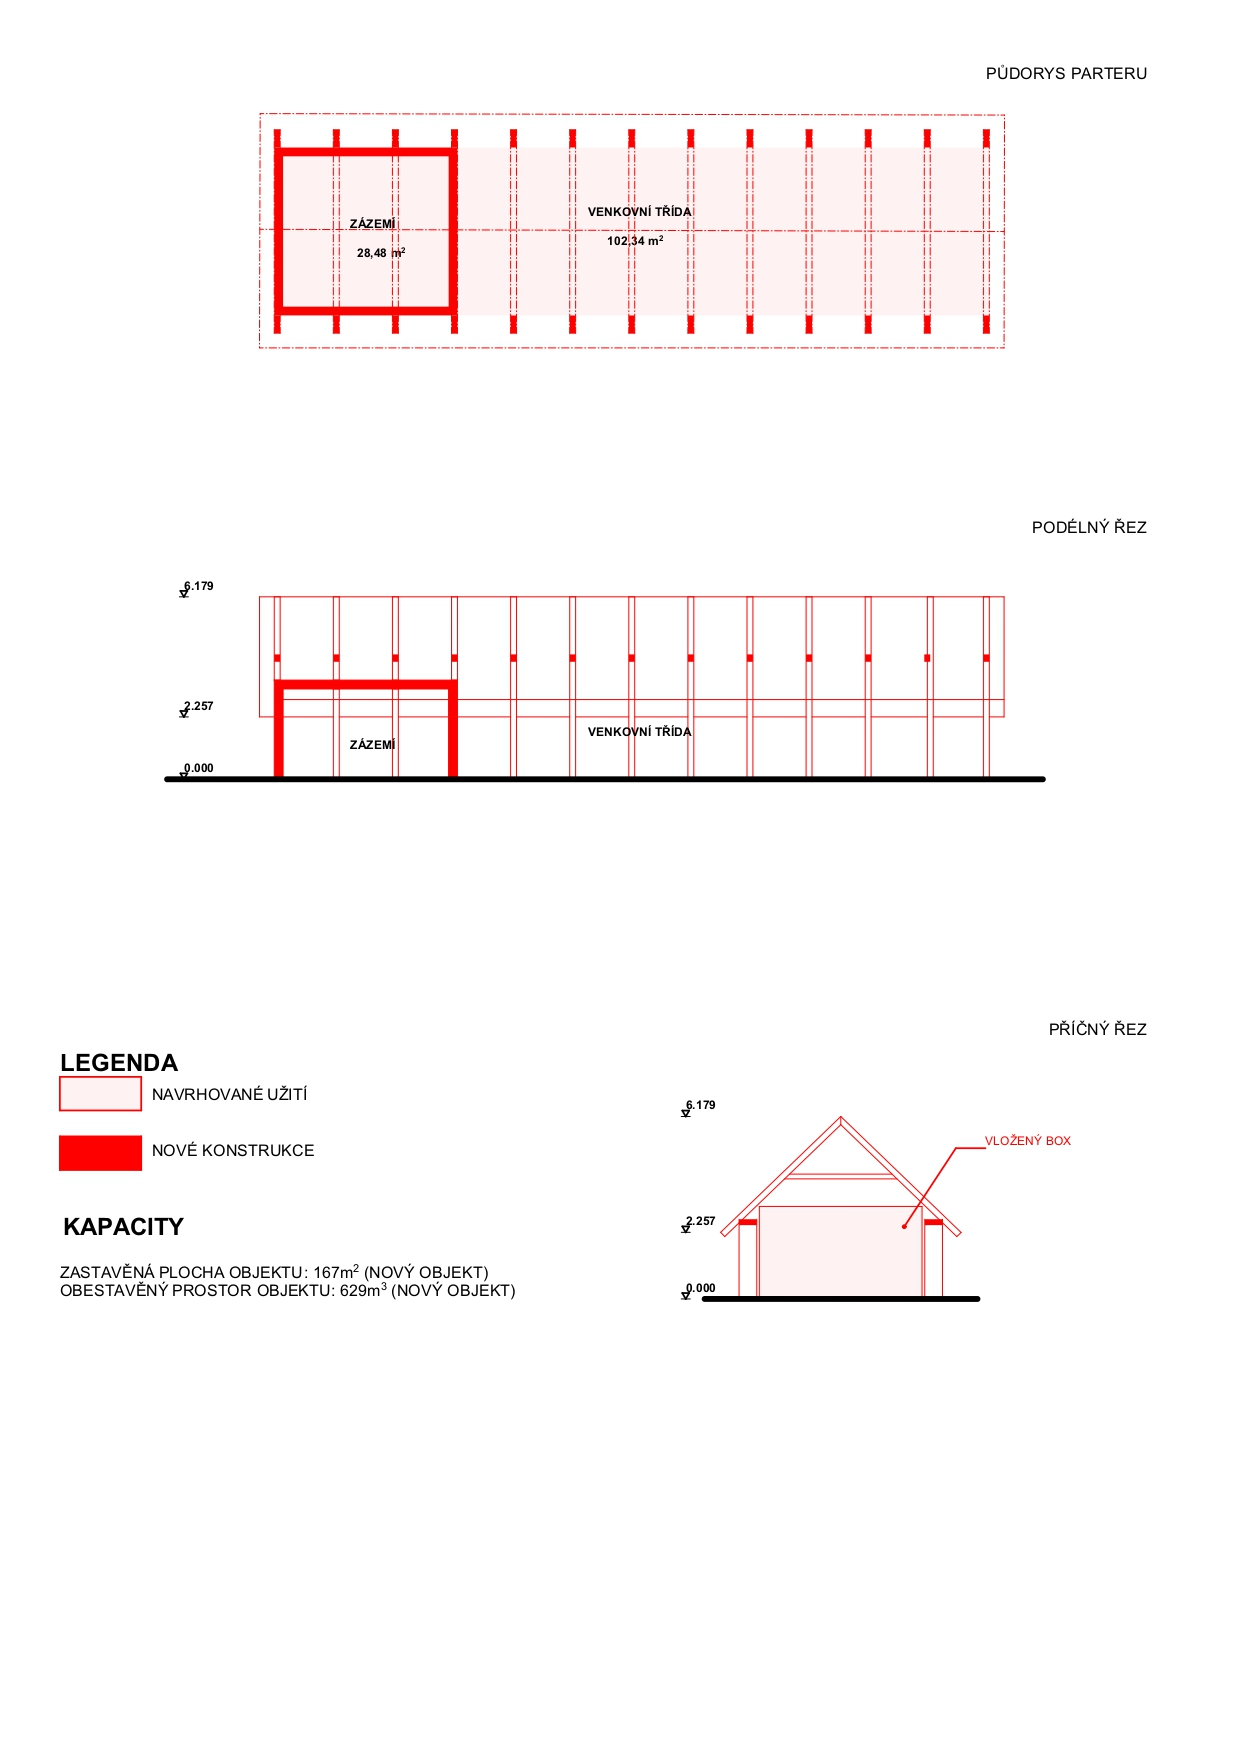 PŮDORYS PARTERU
VENKOVNÍ TŘÍDA
ZÁZEMÍ
102,34 m²
28,48 m²
PODÉLNÝ ŘEZ
6.179
2.257
VENKOVNÍ TŘÍDA
ZÁZEMÍ
0.000
PŘÍČNÝ ŘEZ
LEGENDA
NAVRHOVANÉ UŽITÍ
6.179
VLOŽENÝ BOX
NOVÉ KONSTRUKCE
2.257
KAPACITY
ZASTAVĚNÁ PLOCHA OBJEKTU: 167m² (NOVÝ OBJEKT)
OBESTAVĚNÝ PROSTOR OBJEKTU: 629m³ (NOVÝ OBJEKT)
0.000